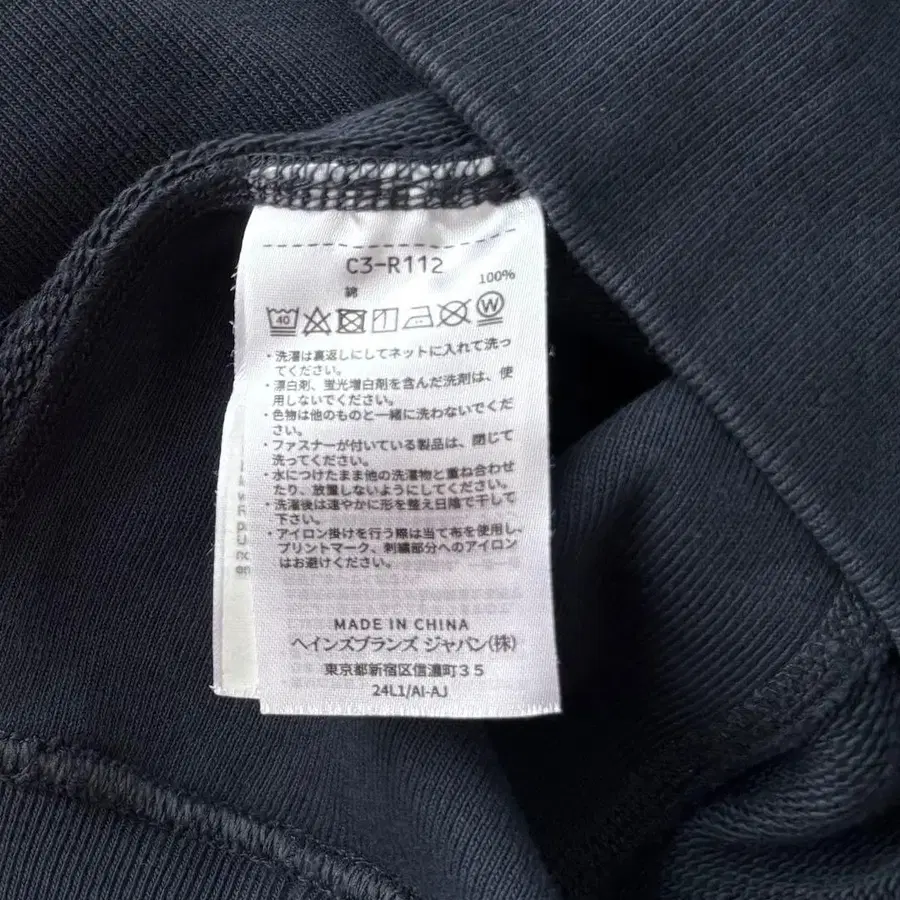 C3-R112
綿 100%
40 W
・洗濯は裏返しにしてネットに入れて洗っ
てください。
・漂白剤、蛍光増白剤を含んだ洗剤は、使
用しないでください。
・色物は他のものと一緒に洗わないでくだ
さい。
・ファスナーが付いている製品は、閉じて
洗ってください。
・水につけたまま他の洗濯物と重ね合わせ
たり、放置しないようにしてください。
・洗濯後は速やかに形を整え日陰で干して
下さい。
・アイロン掛けを行う際は当て布を使用し、
プリントマーク、刺繍部分へのアイロン
はお避けください。
MADE IN CHINA
ヘインズブランズ ジャパン(株)
東京都新宿区信濃町35
24L1/AI-AJ